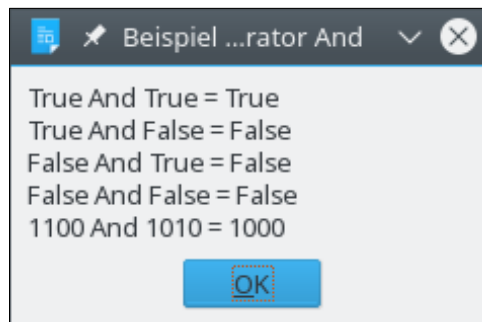 Beispiel ...rator And
True And True = True
True And False = False
False And True = False
False And False = False
1100 And 1010 = 1000
OK